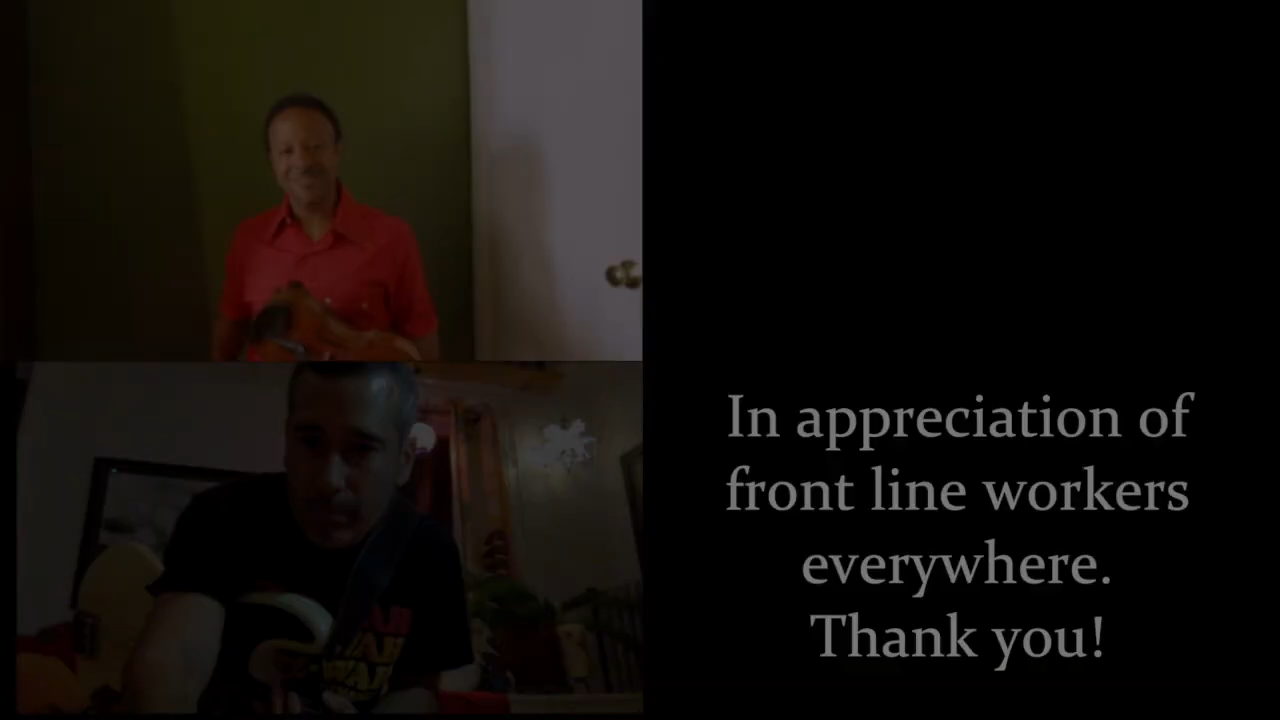 In appreciation of
front line workers
everywhere.
Thank you!